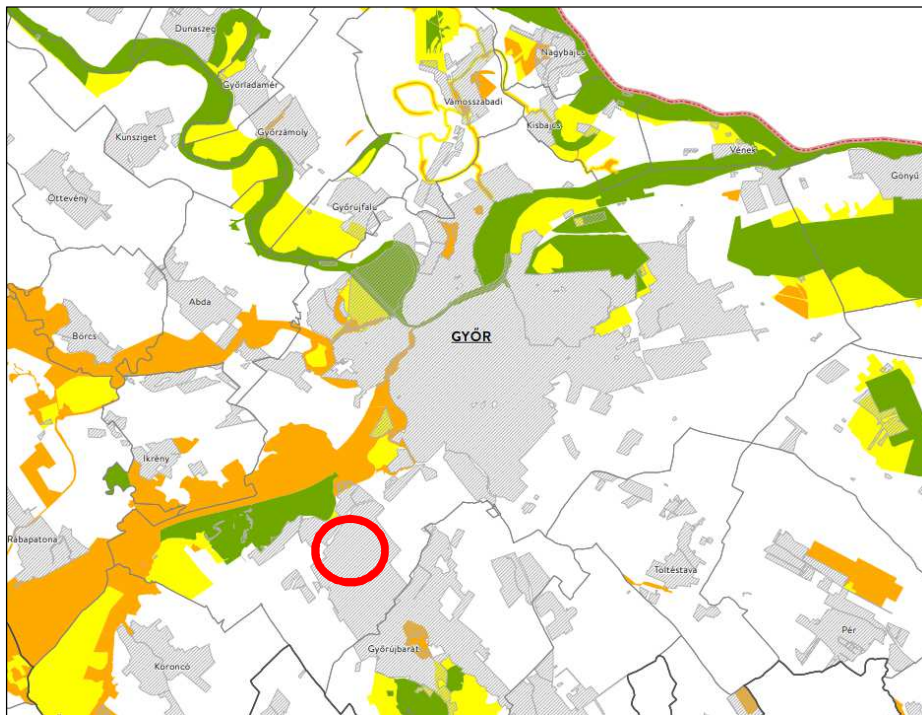 Dunaszeg
Nagybajcs
Győrladamér
Vámosszabadi
Kisbajcs
Győrzámoly
Kunsziget
Vének
Gönyű
Öttevény
Győrújfalu
Abda
Börcs
GYŐR
Ikrény
Rábapatona
Töltéstava
Pér
Győrújbarát
Koroncó